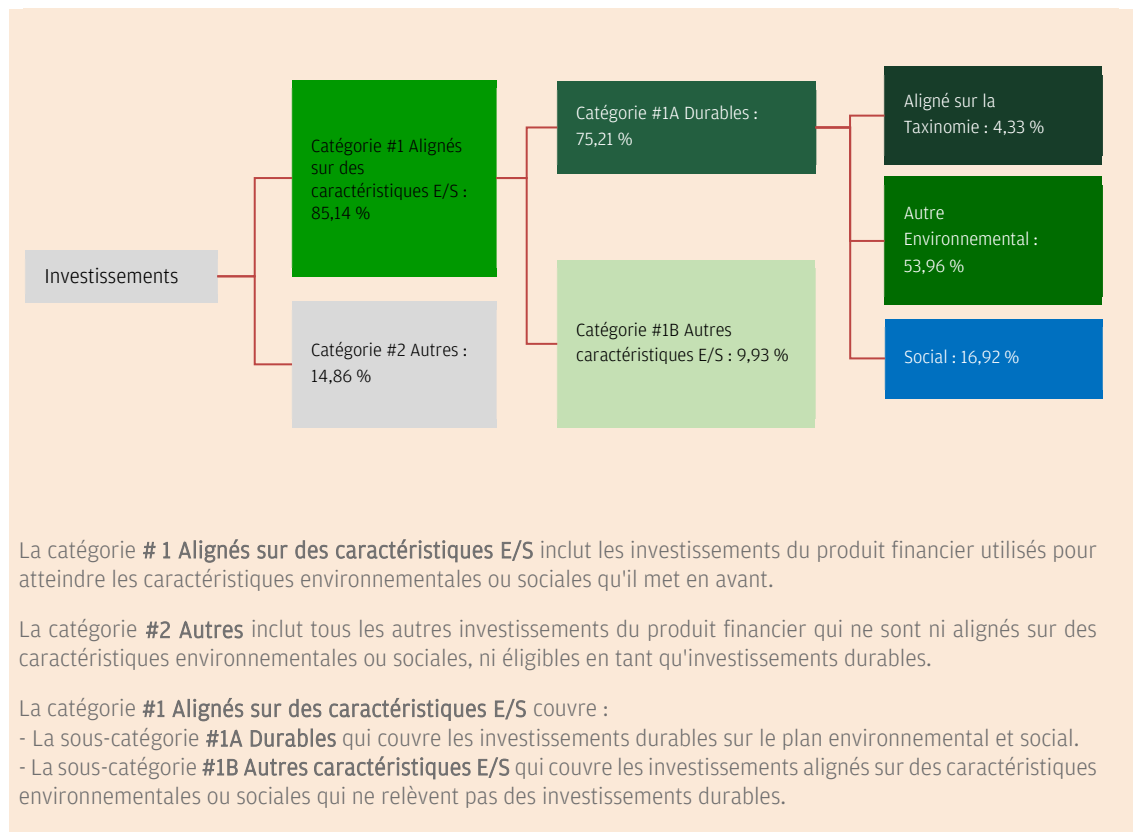 Investissements
Catégorie #1 Alignés
sur des
caractéristiques E/S :
85,14 %
Catégorie #2 Autres :
14,86 %
Catégorie #1A Durables :
75,21 %
Catégorie #1B Autres
caractéristiques E/S : 9,93 %
Aligné sur la
Taxinomie : 4,33 %
Autre
Environnemental :
53,96 %
Social : 16,92 %
La catégorie # 1 Alignés sur des caractéristiques E/S inclut les investissements du produit financier utilisés pour
atteindre les caractéristiques environnementales ou sociales qu'il met en avant.
La catégorie #2 Autres inclut tous les autres investissements du produit financier qui ne sont ni alignés sur des
caractéristiques environnementales ou sociales, ni éligibles en tant qu'investissements durables.
La catégorie #1 Alignés sur des caractéristiques E/S couvre :
- La sous-catégorie #1A Durables qui couvre les investissements durables sur le plan environnemental et social.
- La sous-catégorie #1B Autres caractéristiques E/S qui couvre les investissements alignés sur des caractéristiques
environnementales ou sociales qui ne relèvent pas des investissements durables.